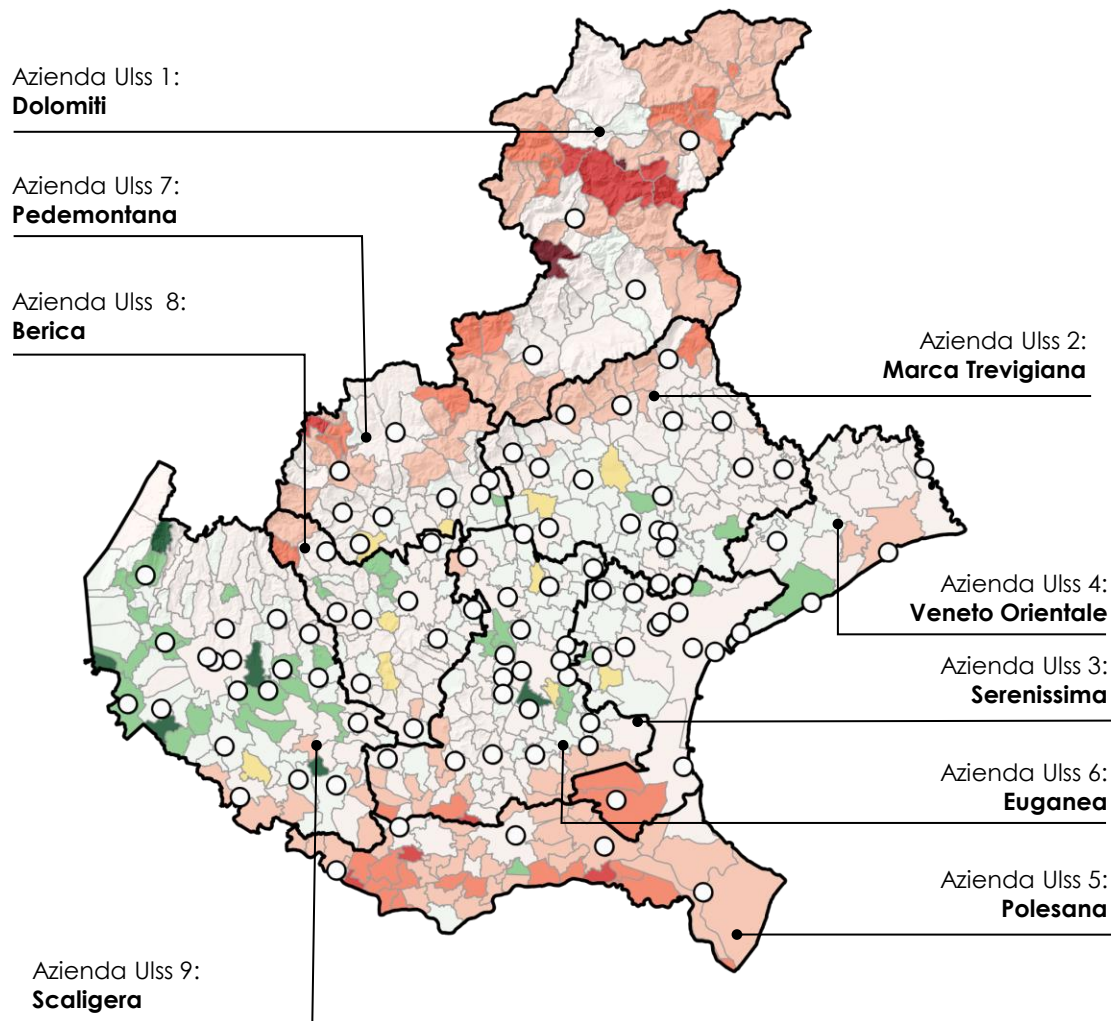 Azienda Ulss 1:
Dolomiti
Azienda Ulss 7:
Pedemontana
Azienda Ulss 8:
Berica
Azienda Ulss 2:
Marca Trevigiana
Azienda Ulss 4:
Veneto Orientale
Azienda Ulss 3:
Serenissima
Azienda Ulss 6:
Euganea
Azienda Ulss 5:
Polesana
Azienda Ulss 9:
Scaligera